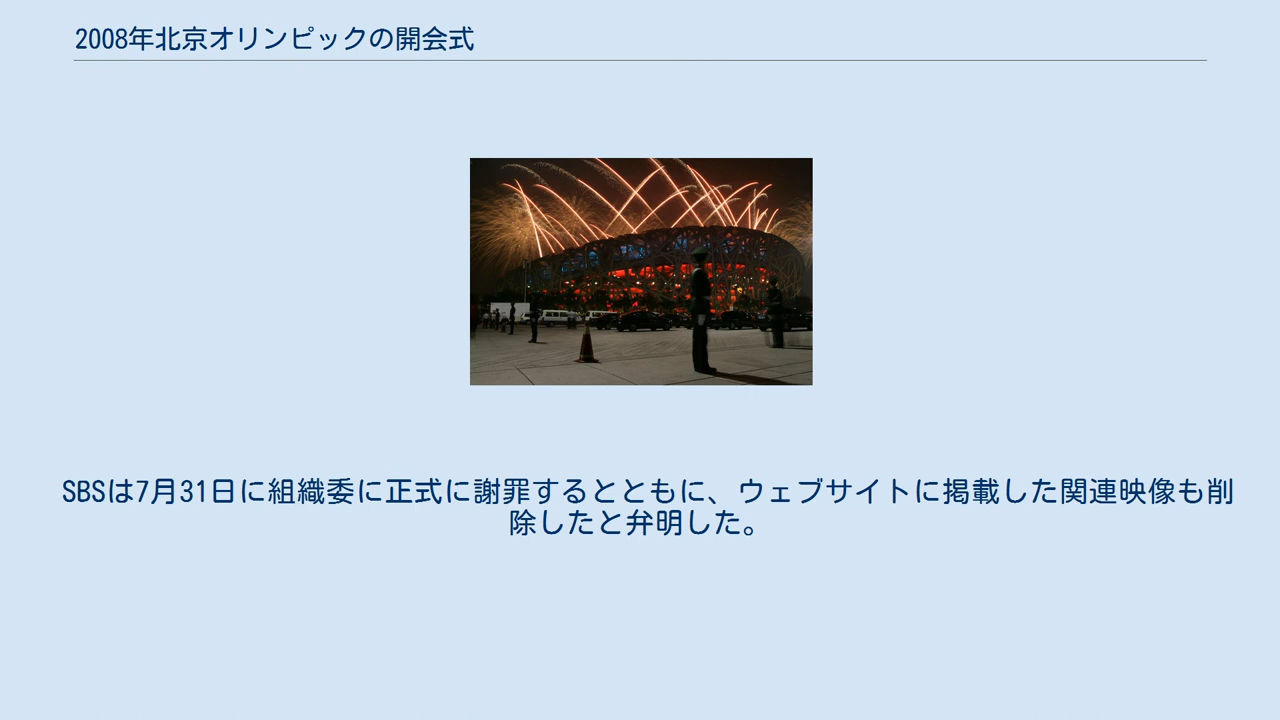 2008年北京オリンピックの開会式
SBSは7月31日に組織委に正式に謝罪するとともに、ウェブサイトに掲載した関連映像も削
除したと弁明した。